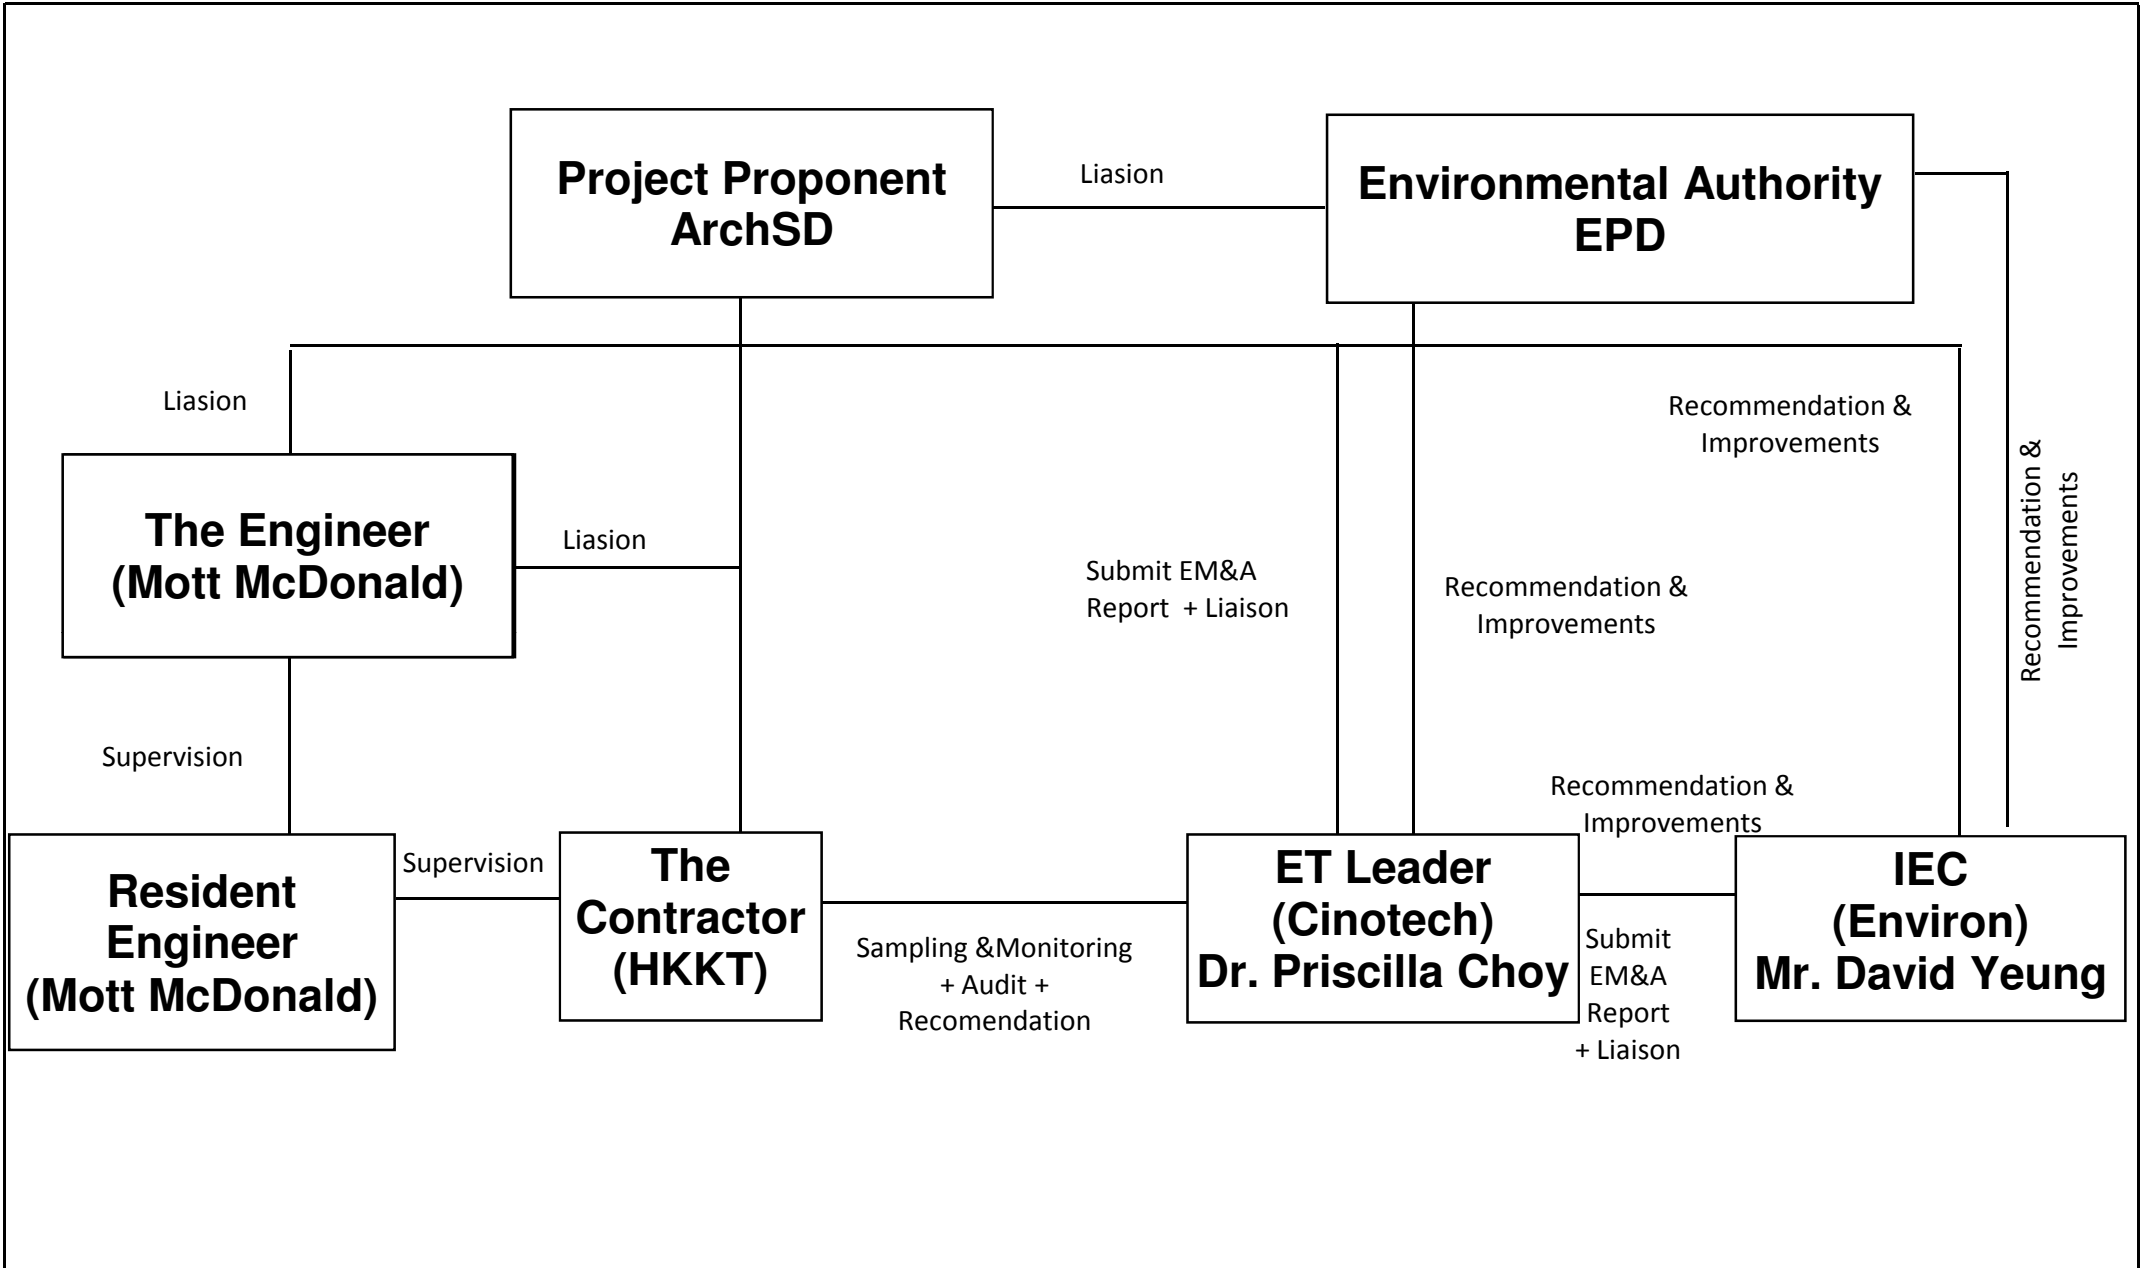 Project Proponent
ArchSD
Liasion
Environmental Authority
EPD
Liasion
Recommendation &
Improvements
Recommendation &
Improvements
The Engineer
(Mott McDonald)
Liasion
Submit EM&A
Report + Liaison
Recommendation &
Improvements
Supervision
Recommendation &
Improvements
Resident
Engineer
(Mott McDonald)
Supervision
The
Contractor
(HKKT)
Sampling &Monitoring
+ Audit +
Recomendation
ET Leader
(Cinotech)
Dr. Priscilla Choy
Submit
EM&A
Report
+ Liaison
IEC
(Environ)
Mr. David Yeung